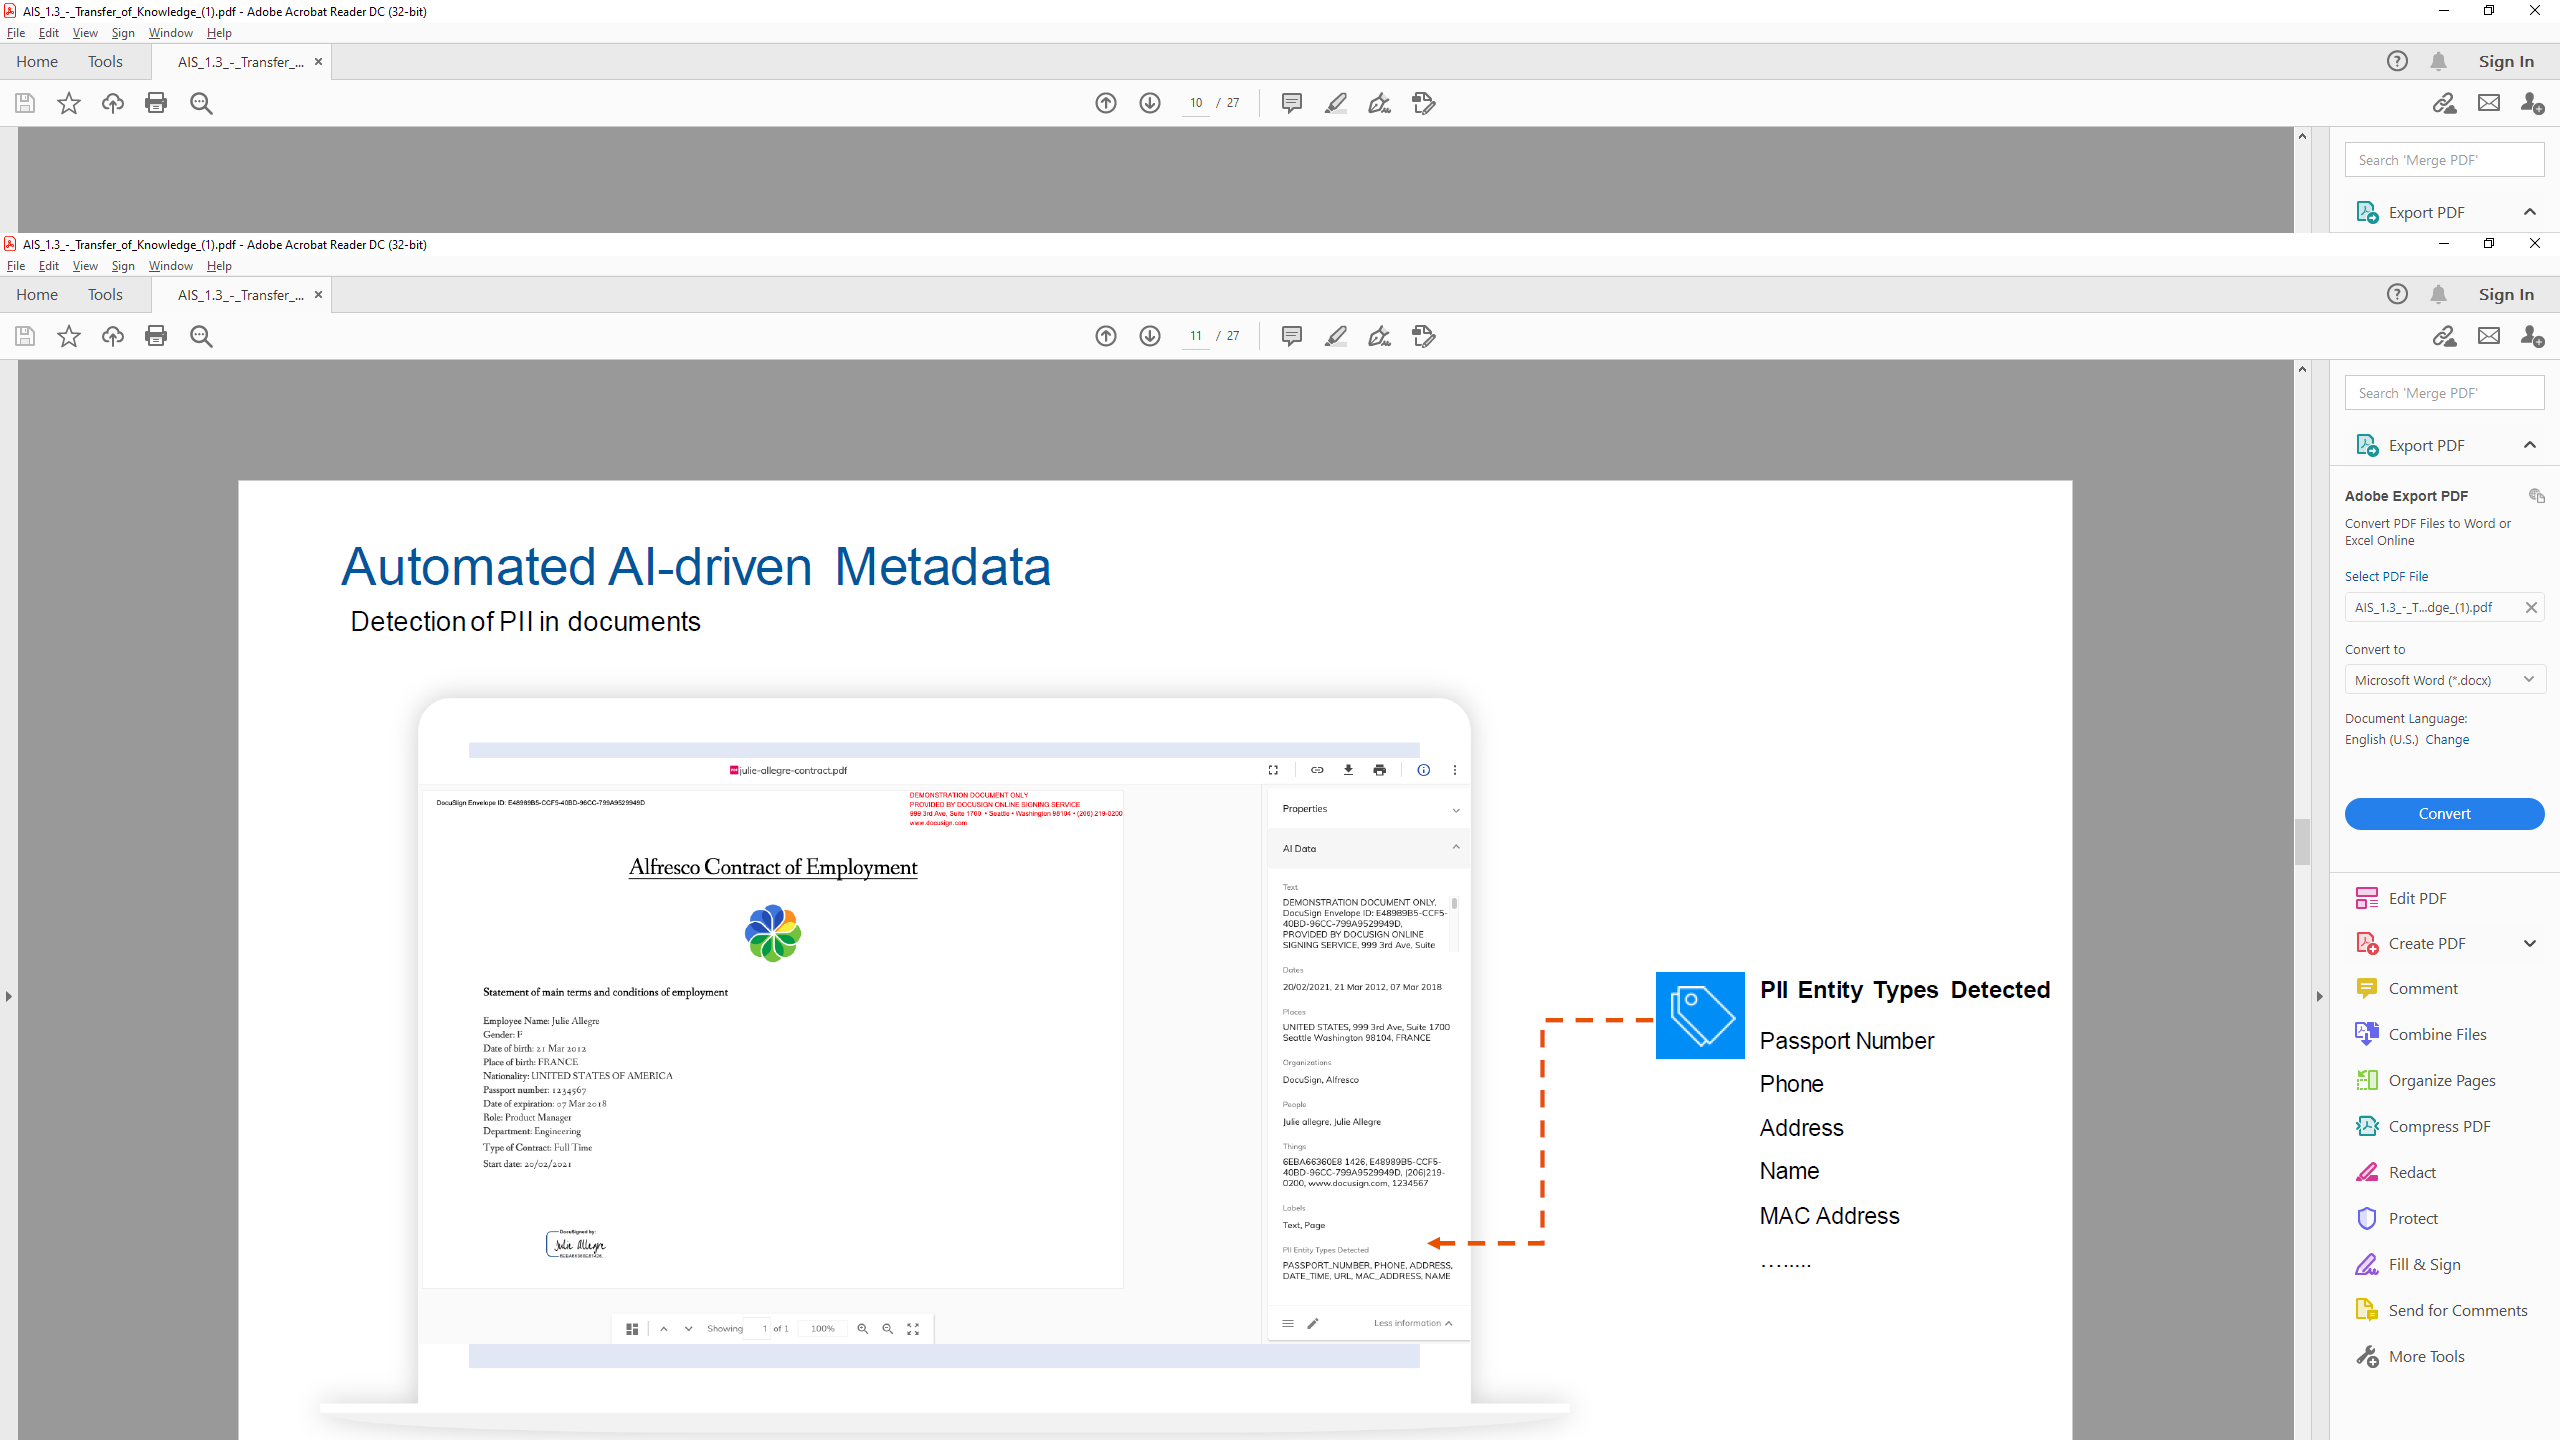 AIS_1.3_-_Transfer_of_Knowledge_(1).pdf - Adobe Acrobat Reader DC (32-bit)
File Edit View Sign Window Help
Home Tools AIS_1.3_-_Transfer_... Sign In
10 / 27
Search 'Merge PDF'
Export PDF
AIS_1.3_-_Transfer_of_Knowledge_(1).pdf - Adobe Acrobat Reader DC (32-bit)
File Edit View Sign Window Help
Home Tools AIS_1.3_-_Transfer_... Sign In
11 / 27
Automated AI-driven Metadata
Detection of PII in documents
julie-allegre-contract.pdf
DocuSign Envelope ID: E48989B5-CCF5-40BD-96CC-799A9529949D
DEMONSTRATION DOCUMENT ONLY
PROVIDED BY DOCUSIGN ONLINE SIGNING SERVICE
999 3rd Ave, Suite 1700 • Seattle • Washington 98104 • (206) 219-0200
www.docusign.com
Alfresco Contract of Employment
Statement of main terms and conditions of employment
Employee Name: Julie Allegre
Gender: F
Date of birth: 21 Mar 2012
Place of birth: FRANCE
Nationality: UNITED STATES OF AMERICA
Passport number: 1234567
Date of expiration: 07 Mar 2018
Role: Product Manager
Department: Engineering
Type of Contract: Full Time
Start date: 20/02/2021
DocuSigned by:
Julie Allegre
Showing 1 of 1 100%
Properties
AI Data
Text
DEMONSTRATION DOCUMENT ONLY,
DocuSign Envelope ID: E48989B5-CCF5-
40BD-96CC-799A9529949D,
PROVIDED BY DOCUSIGN ONLINE
SIGNING SERVICE, 999 3rd Ave, Suite
Dates
20/02/2021, 21 Mar 2012, 07 Mar 2018
Places
UNITED STATES, 999 3rd Ave, Suite 1700
Seattle Washington 98104, FRANCE
Organizations
DocuSign, Alfresco
People
Julie allegre, Julie Allegre
Things
6EBA66360E8 1426, E48989B5-CCF5-
40BD-96CC-799A9529949D, (206)219-
0200, www.docusign.com, 1234567
Labels
Text, Page
PII Entity Types Detected
PASSPORT_NUMBER, PHONE, ADDRESS,
DATE_TIME, URL, MAC_ADDRESS, NAME
Less information
PII Entity Types Detected
Passport Number
Phone
Address
Name
MAC Address
........
Search 'Merge PDF'
Export PDF
Adobe Export PDF
Convert PDF Files to Word or
Excel Online
Select PDF File
AIS_1.3_-_T...dge_(1).pdf
Convert to
Microsoft Word (*.docx)
Document Language:
English (U.S.) Change
Convert
Edit PDF
Create PDF
Comment
Combine Files
Organize Pages
Compress PDF
Redact
Protect
Fill & Sign
Send for Comments
More Tools